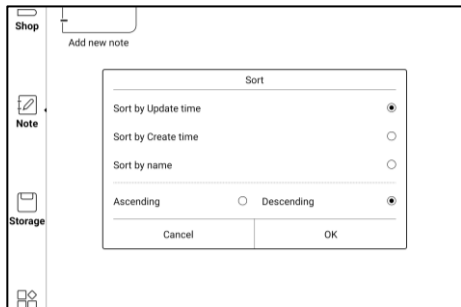 Shop
Add new note
Sort
Note
Sort by Update time
Sort by Create time
Sort by name
Storage
Ascending Descending
Cancel OK